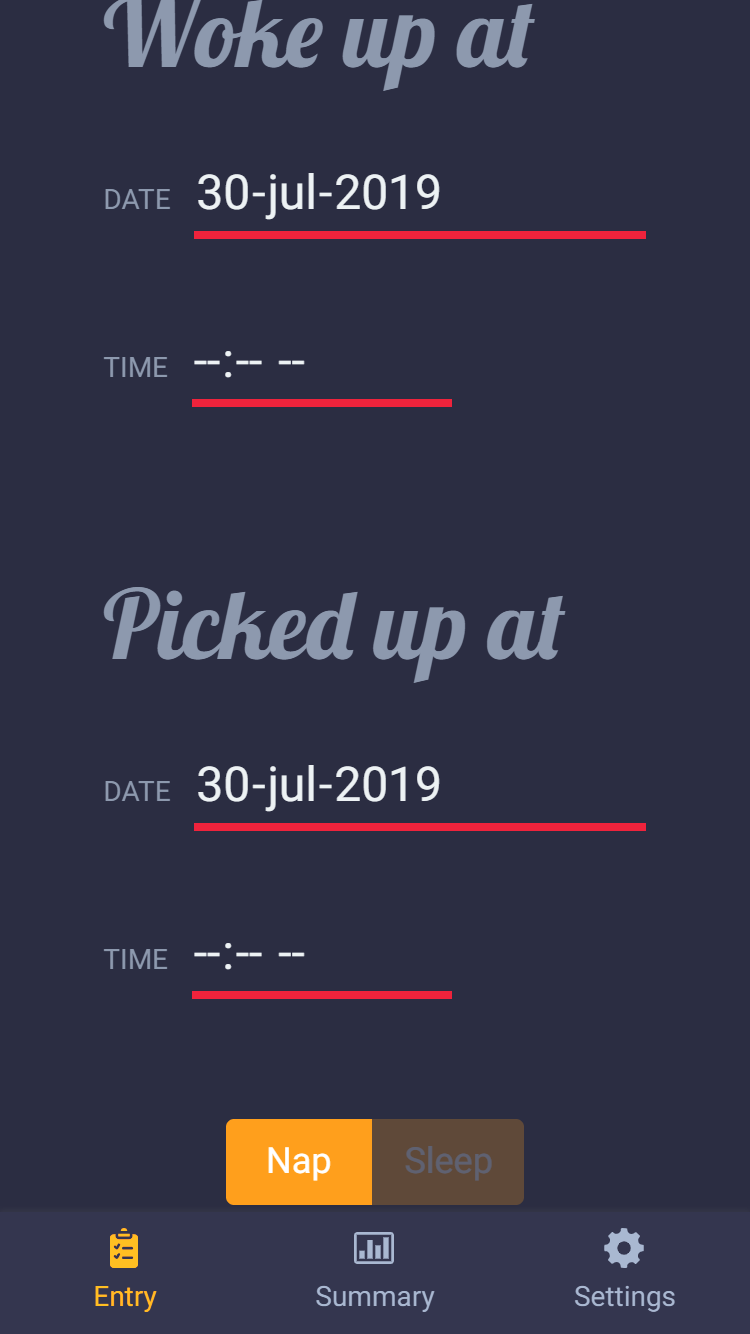 Woke up at
DATE 30-jul-2019
TIME --:-- --
Picked up at
DATE 30-jul-2019
TIME --:-- --
Nap Sleep
Entry Summary Settings